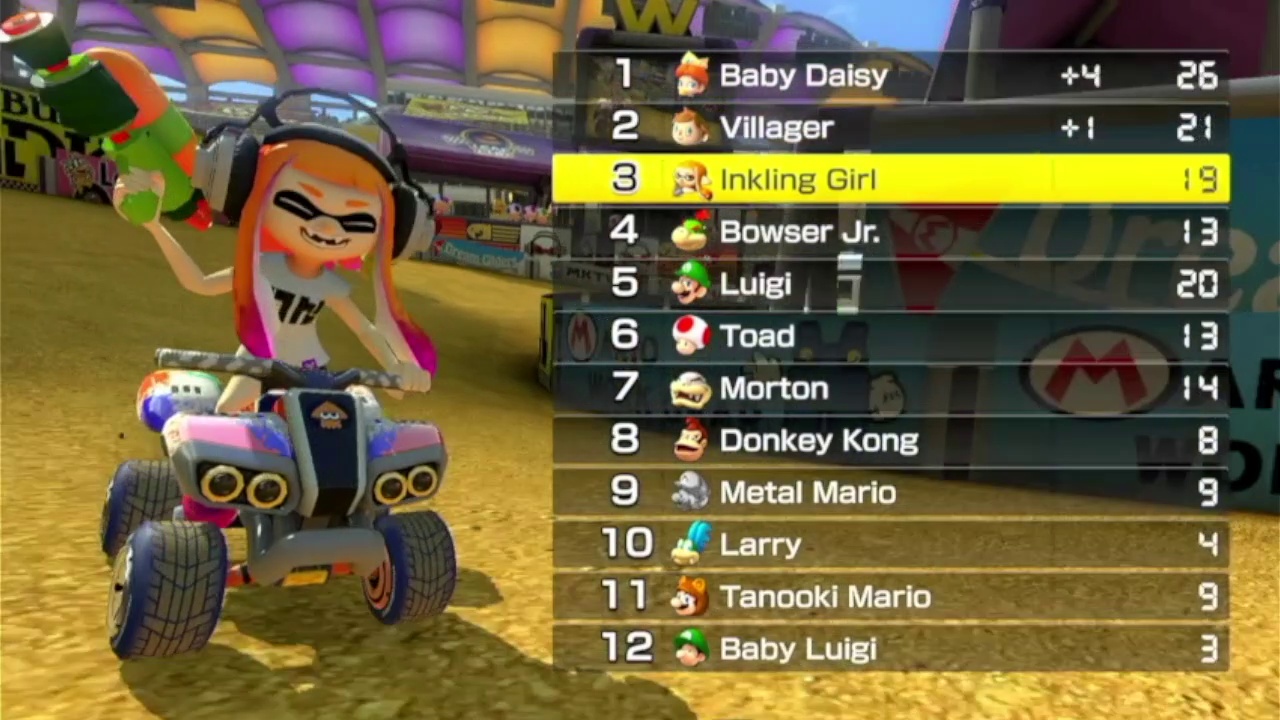 W
1 Baby Daisy +4 26
2 Villager +1 21
3 Inkling Girl 19
4 Bowser Jr. 13
5 Luigi 20
6 Toad 13
7 Morton 14
8 Donkey Kong 8
9 Metal Mario 9
10 Larry 4
11 Tanooki Mario 9
12 Baby Luigi 3
MKTV
M
M